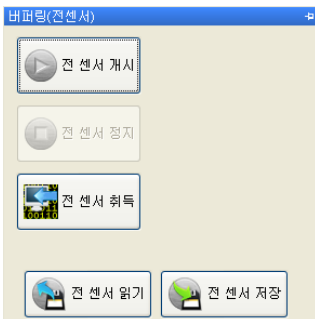 버퍼링(전센서)
전 센서 개시
전 센서 정지
전 센서 취득
전 센서 읽기
전 센서 저장